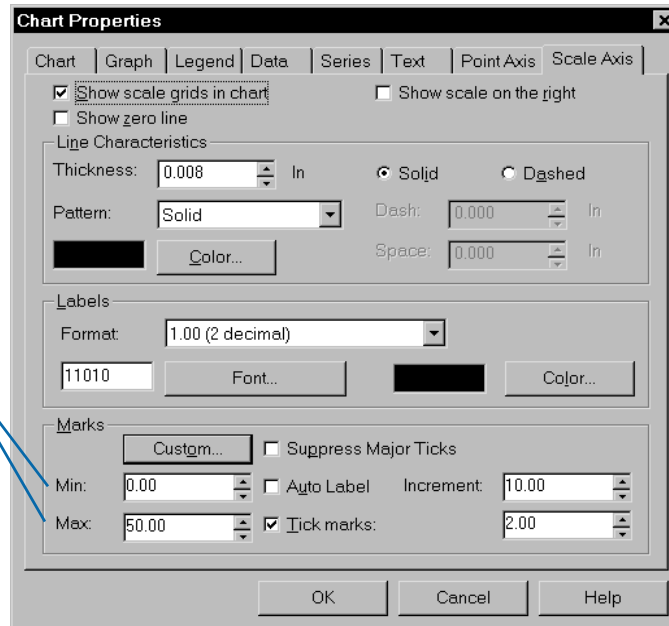 Chart Properties
Chart Graph Legend Data Series Text Point Axis Scale Axis
Show scale grids in chart Show scale on the right
Show zero line
Line Characteristics
Thickness: 0.008 In Solid Dashed
Pattern: Solid Dash: 0.000 In
Color... Space: 0.000 In
Labels
Format: 1.00 (2 decimal)
11010 Font... Color...
Marks
Custom... Suppress Major Ticks
Min: 0.00 Auto Label Increment: 10.00
Max: 50.00 Tick marks: 2.00
OK Cancel Help